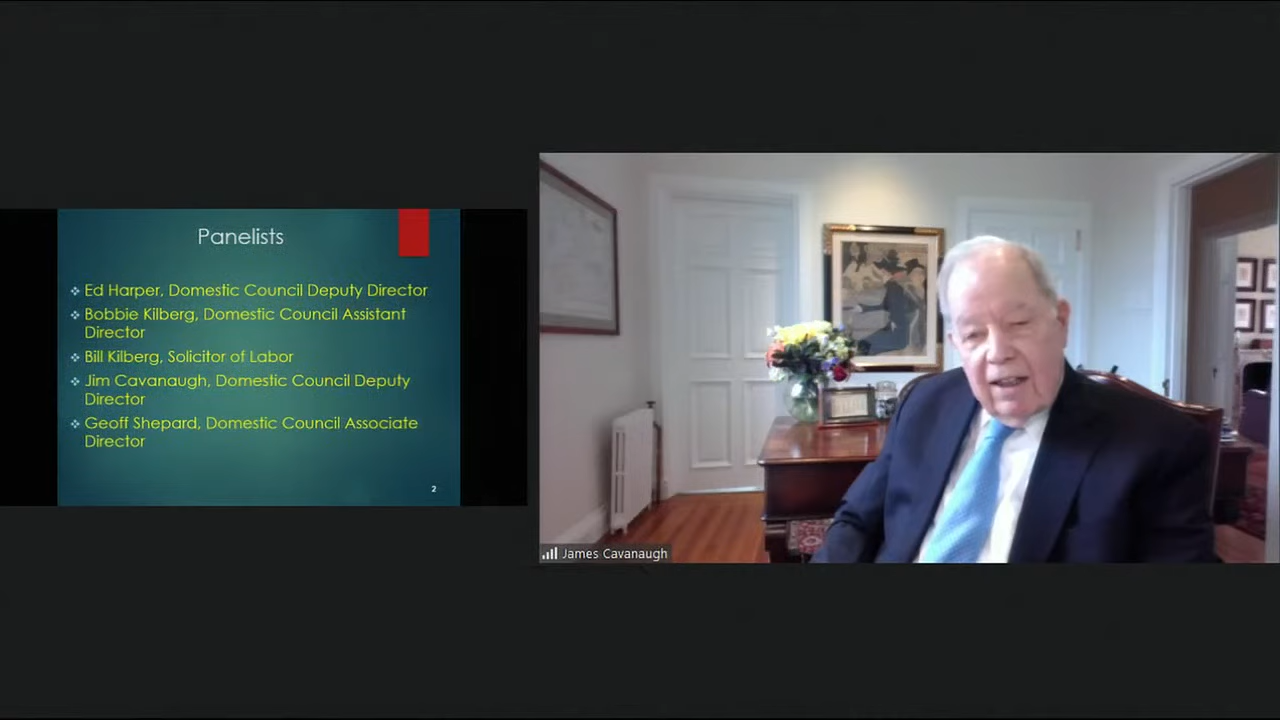 Panelists
❖ Ed Harper, Domestic Council Deputy Director
❖ Bobbie Kilberg, Domestic Council Assistant
Director
❖ Bill Kilberg, Solicitor of Labor
❖ Jim Cavanaugh, Domestic Council Deputy
Director
❖ Geoff Shepard, Domestic Council Associate
Director
2
James Cavanaugh